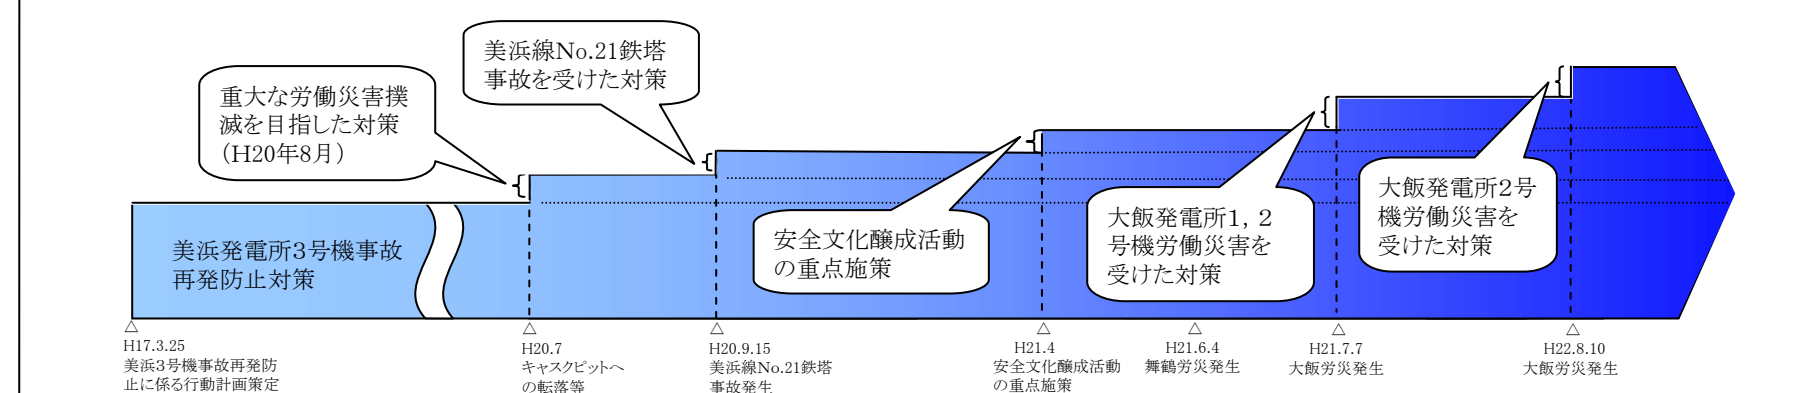 美浜線No.21鉄塔
事故を受けた対策
重大な労働災害撲
滅を目指した対策
（H20年8月）
美浜発電所3号機事故
再発防止対策
安全文化醸成活動
の重点施策
大飯発電所1，2
号機労働災害を
受けた対策
大飯発電所2号
機労働災害を
受けた対策
△
H17.3.25
美浜3号機事故再発防
止に係る行動計画策定
△
H20.7
キャスクピットへ
の転落等
△
H20.9.15
美浜線No.21鉄塔
事故発生
△
H21.4
安全文化醸成活動
の重点施策
△
H21.6.4
舞鶴労災発生
△
H21.7.7
大飯労災発生
△
H22.8.10
大飯労災発生